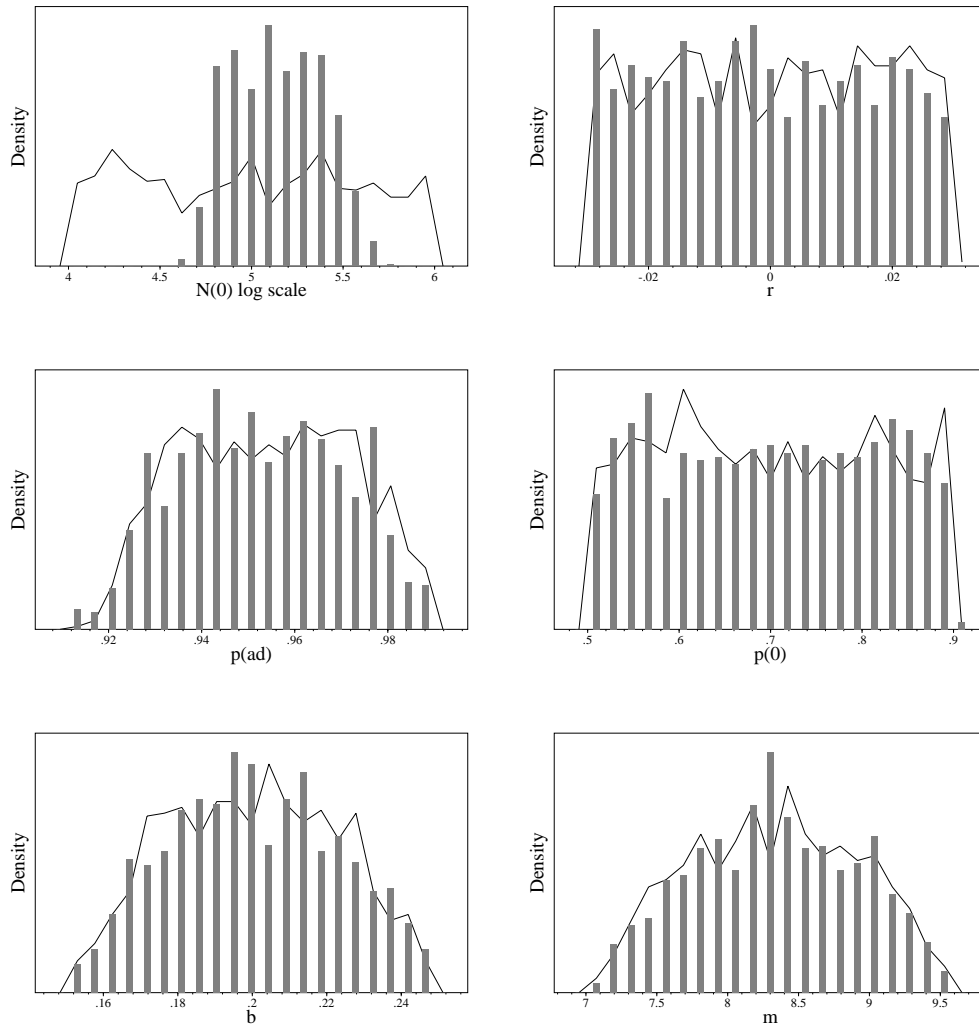 Density
4 4.5 5 5.5 6
N(0) log scale
Density
-.02 0 .02
r
Density
.92 .94 .96 .98
p(ad)
Density
.5 .6 .7 .8 .9
p(0)
Density
.16 .18 .2 .22 .24
b
Density
7 7.5 8 8.5 9 9.5
m